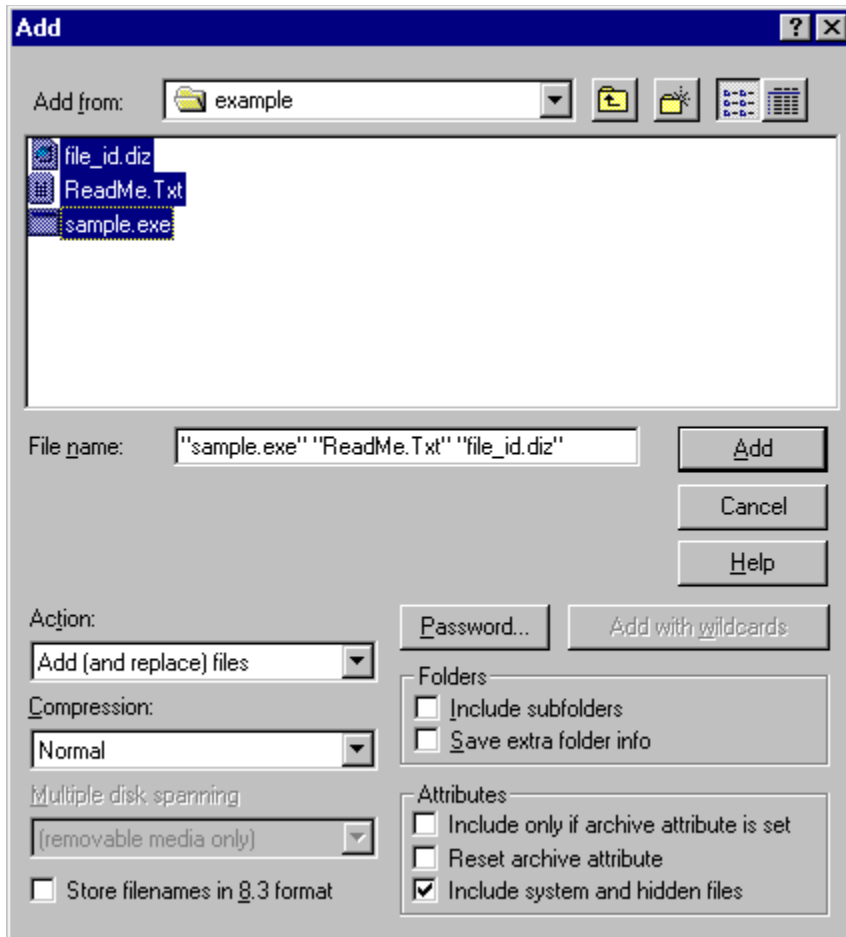 Add
Add from: example
file_id.diz
ReadMe.Txt
sample.exe
File name: "sample.exe" "ReadMe.Txt" "file_id.diz"
Add
Cancel
Help
Action:
Add (and replace) files
Compression:
Normal
Multiple disk spanning
(removable media only)
Store filenames in 8.3 format
Password...
Add with wildcards
Folders
Include subfolders
Save extra folder info
Attributes
Include only if archive attribute is set
Reset archive attribute
Include system and hidden files